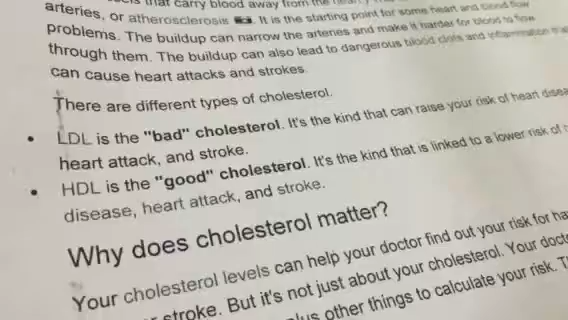 that carry blood away from the
arteries, or atherosclerosis. It is the starting point for some heart and blood flow
problems. The buildup can narrow the arteries and make it harder for blood to flow
through them. The buildup can also lead to dangerous blood clots and inflammation
can cause heart attacks and strokes.
There are different types of cholesterol.
• LDL is the "bad" cholesterol. It's the kind that can raise your risk of heart
heart attack, and stroke.
• HDL is the "good" cholesterol. It's the kind that is linked to a lower risk of
disease, heart attack, and stroke.
Why does cholesterol matter?
Your cholesterol levels can help your doctor find out your risk for
stroke. But it's not just about your cholesterol. Your
other things to calculate your risk.